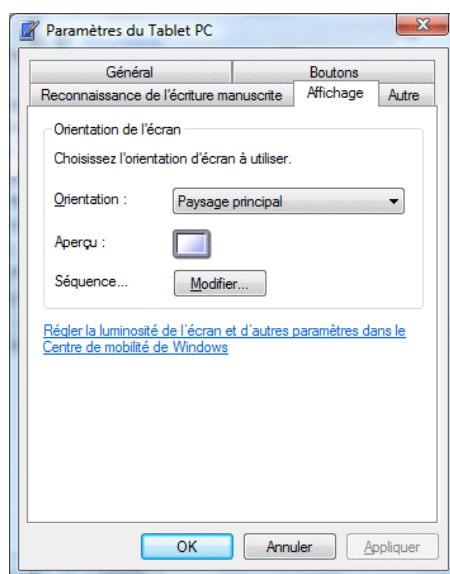 Paramètres du Tablet PC
Général Boutons
Reconnaissance de l'écriture manuscrite Affichage Autre
Orientation de l'écran
Choisissez l'orientation d'écran à utiliser.
Orientation : Paysage principal
Aperçu :
Séquence... Modifier...
Régler la luminosité de l'écran et d'autres paramètres dans le
Centre de mobilité de Windows
OK Annuler Appliquer